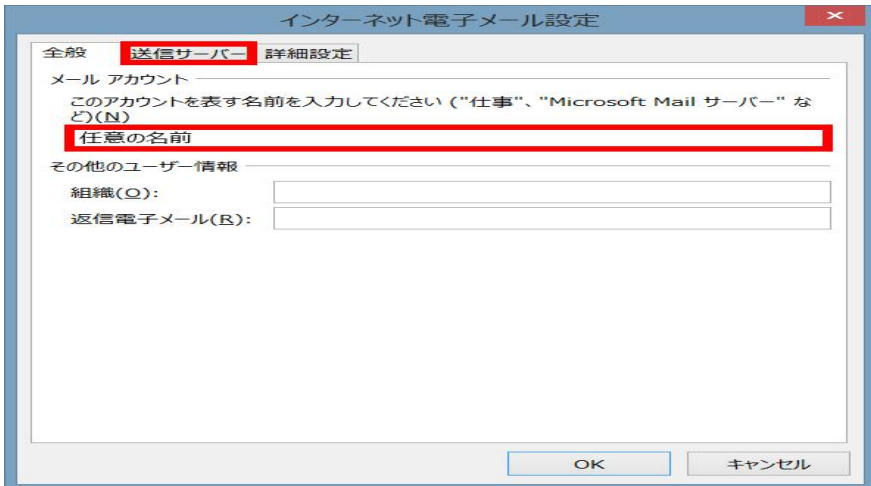 インターネット電子メール設定
全般 送信サーバー 詳細設定
メール アカウント
このアカウントを表す名前を入力してください ("仕事"、"Microsoft Mail サーバー" な
ど)(N)
任意の名前
その他のユーザー情報
組織(O):
返信電子メール(R):
OK キャンセル